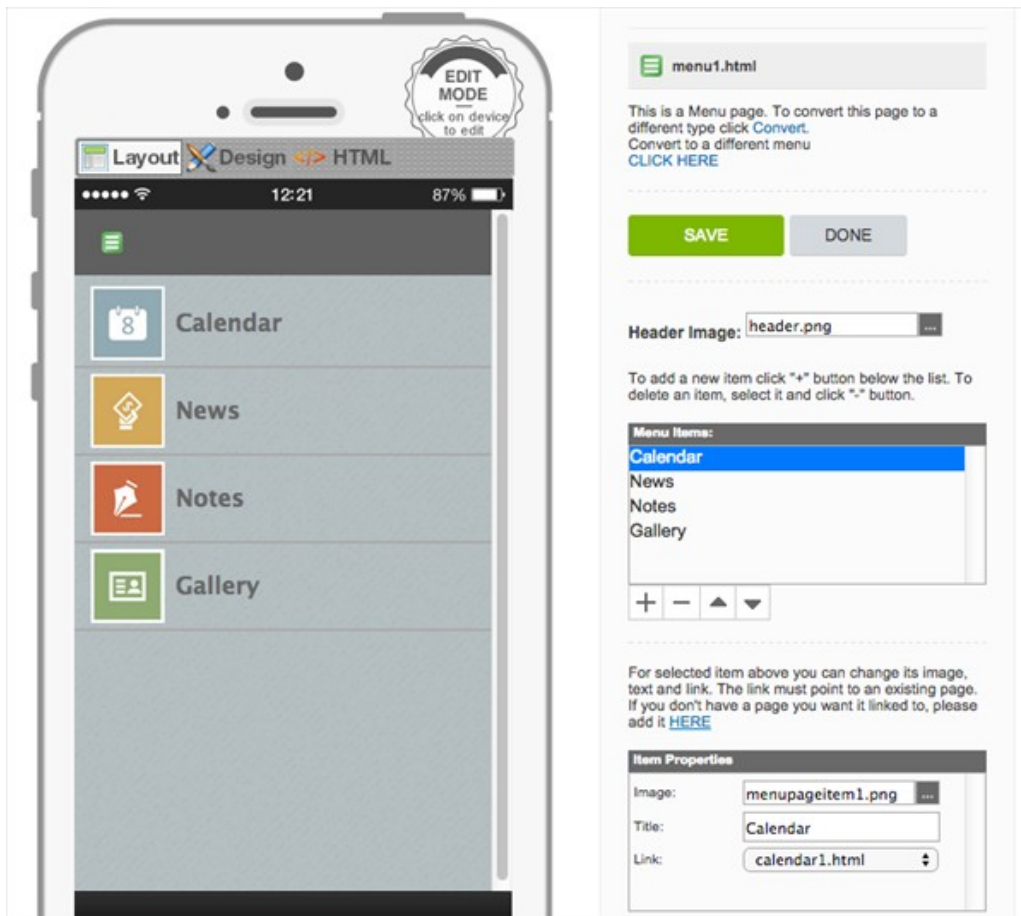 EDIT
MODE
click on device
to edit
Layout Design </> HTML
12:21 87%
8 Calendar
$ News
Notes
Gallery
menu1.html
This is a Menu page. To convert this page to a
different type click Convert.
Convert to a different menu
CLICK HERE
SAVE DONE
Header Image: header.png ...
To add a new item click "+" button below the list. To
delete an item, select it and click "-" button.
Menu Items:
Calendar
News
Notes
Gallery
For selected item above you can change its image,
text and link. The link must point to an existing page.
If you don't have a page you want it linked to, please
add it HERE
Item Properties
Image: menupageitem1.png ...
Title: Calendar
Link: calendar1.html